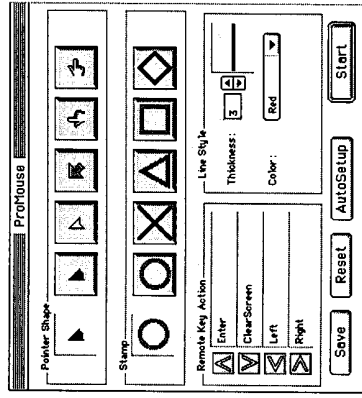 ProMouse
Pointer Shape
Stamp
Remote Key Action
Enter
ClearScreen
Left
Right
Line Style
Thickness:
3
Color:
Red
Save
Reset
AutoSetup
Start